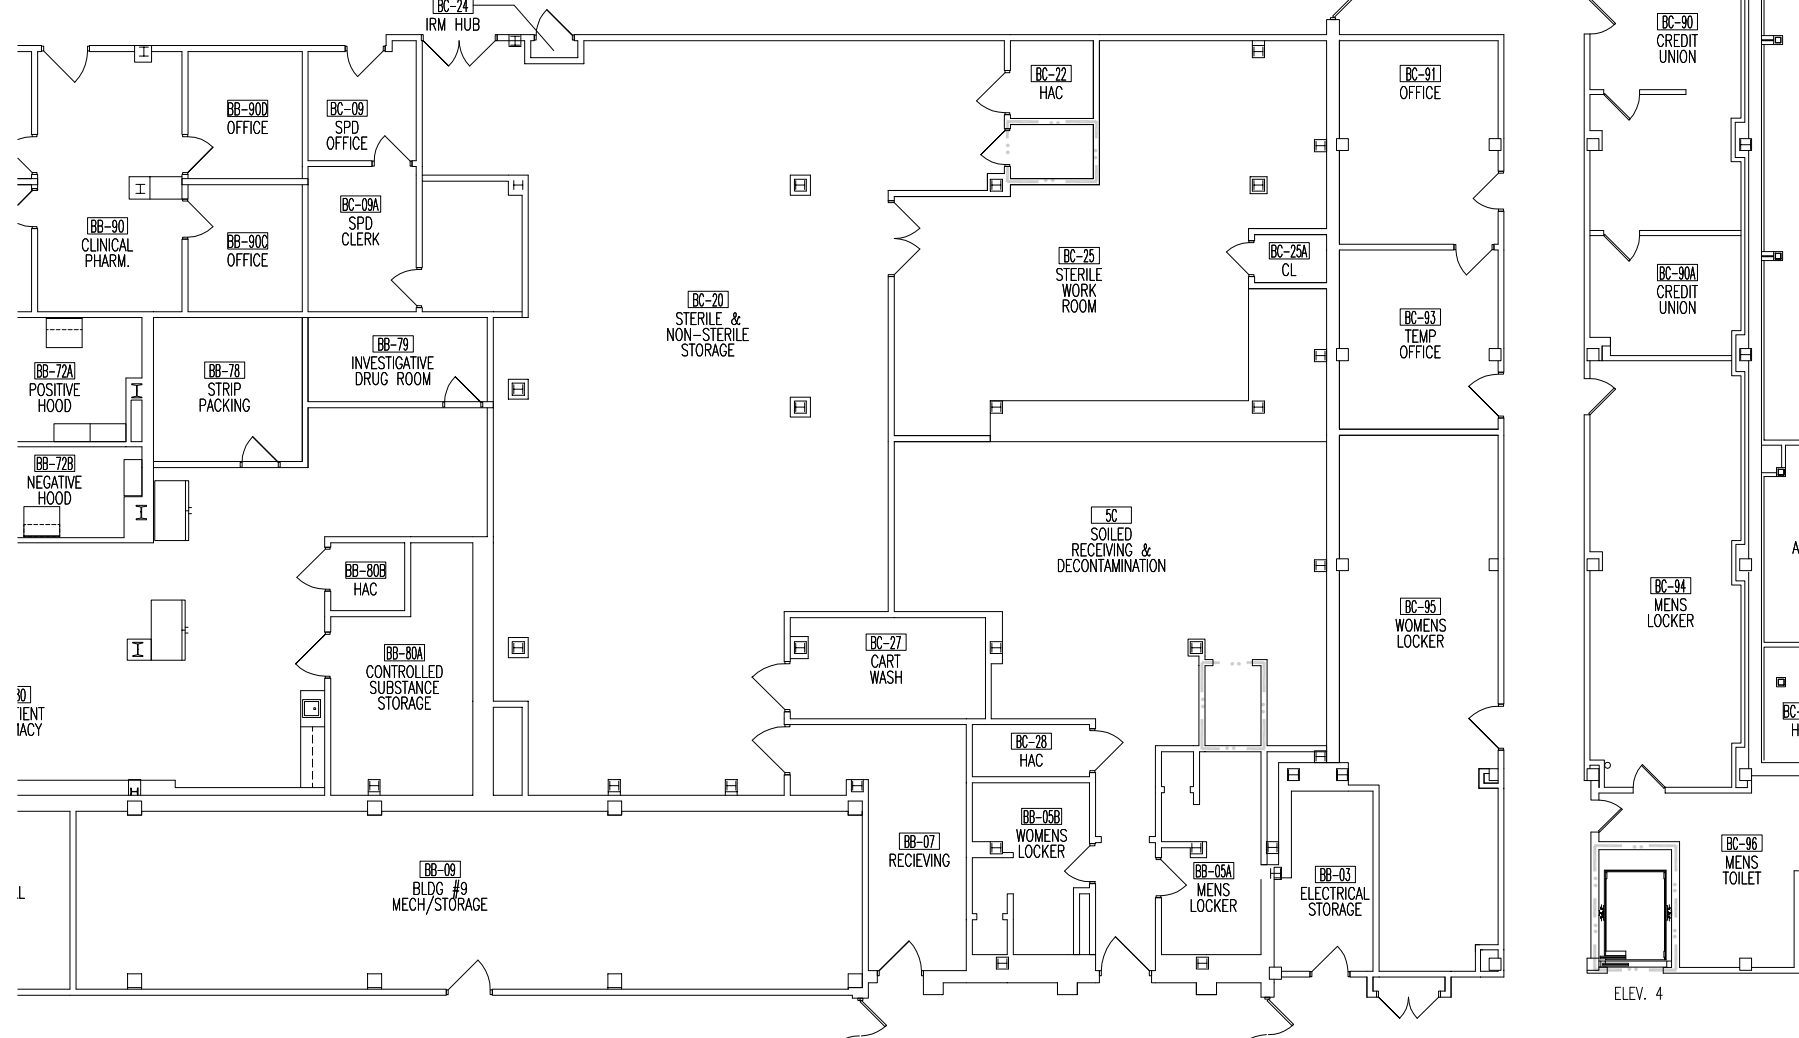 BC-24
IRM HUB
BC-90
CREDIT
UNION
BC-22
HAC
BC-91
OFFICE
BB-90D
OFFICE
BC-09
SPD
OFFICE
BB-90
CLINICAL
PHARM.
BB-90C
OFFICE
BC-09A
SPD
CLERK
BC-20
STERILE &
NON-STERILE
STORAGE
BC-25
STERILE
WORK
ROOM
BC-25A
CL
BC-93
TEMP
OFFICE
BC-90A
CREDIT
UNION
BB-72A
POSITIVE
HOOD
BB-78
STRIP
PACKING
BB-79
INVESTIGATIVE
DRUG ROOM
BB-72B
NEGATIVE
HOOD
5C
SOILED
RECEIVING &
DECONTAMINATION
BB-80B
HAC
BB-80A
CONTROLLED
SUBSTANCE
STORAGE
BC-27
CART
WASH
BC-95
WOMENS
LOCKER
BC-94
MENS
LOCKER
80
IENT
MACY
BC-28
HAC
BC-
H
BB-09
BLDG #9
MECH/STORAGE
BB-07
RECIEVING
BB-05B
WOMENS
LOCKER
BB-05A
MENS
LOCKER
BB-03
ELECTRICAL
STORAGE
BC-96
MENS
TOILET
ELEV. 4